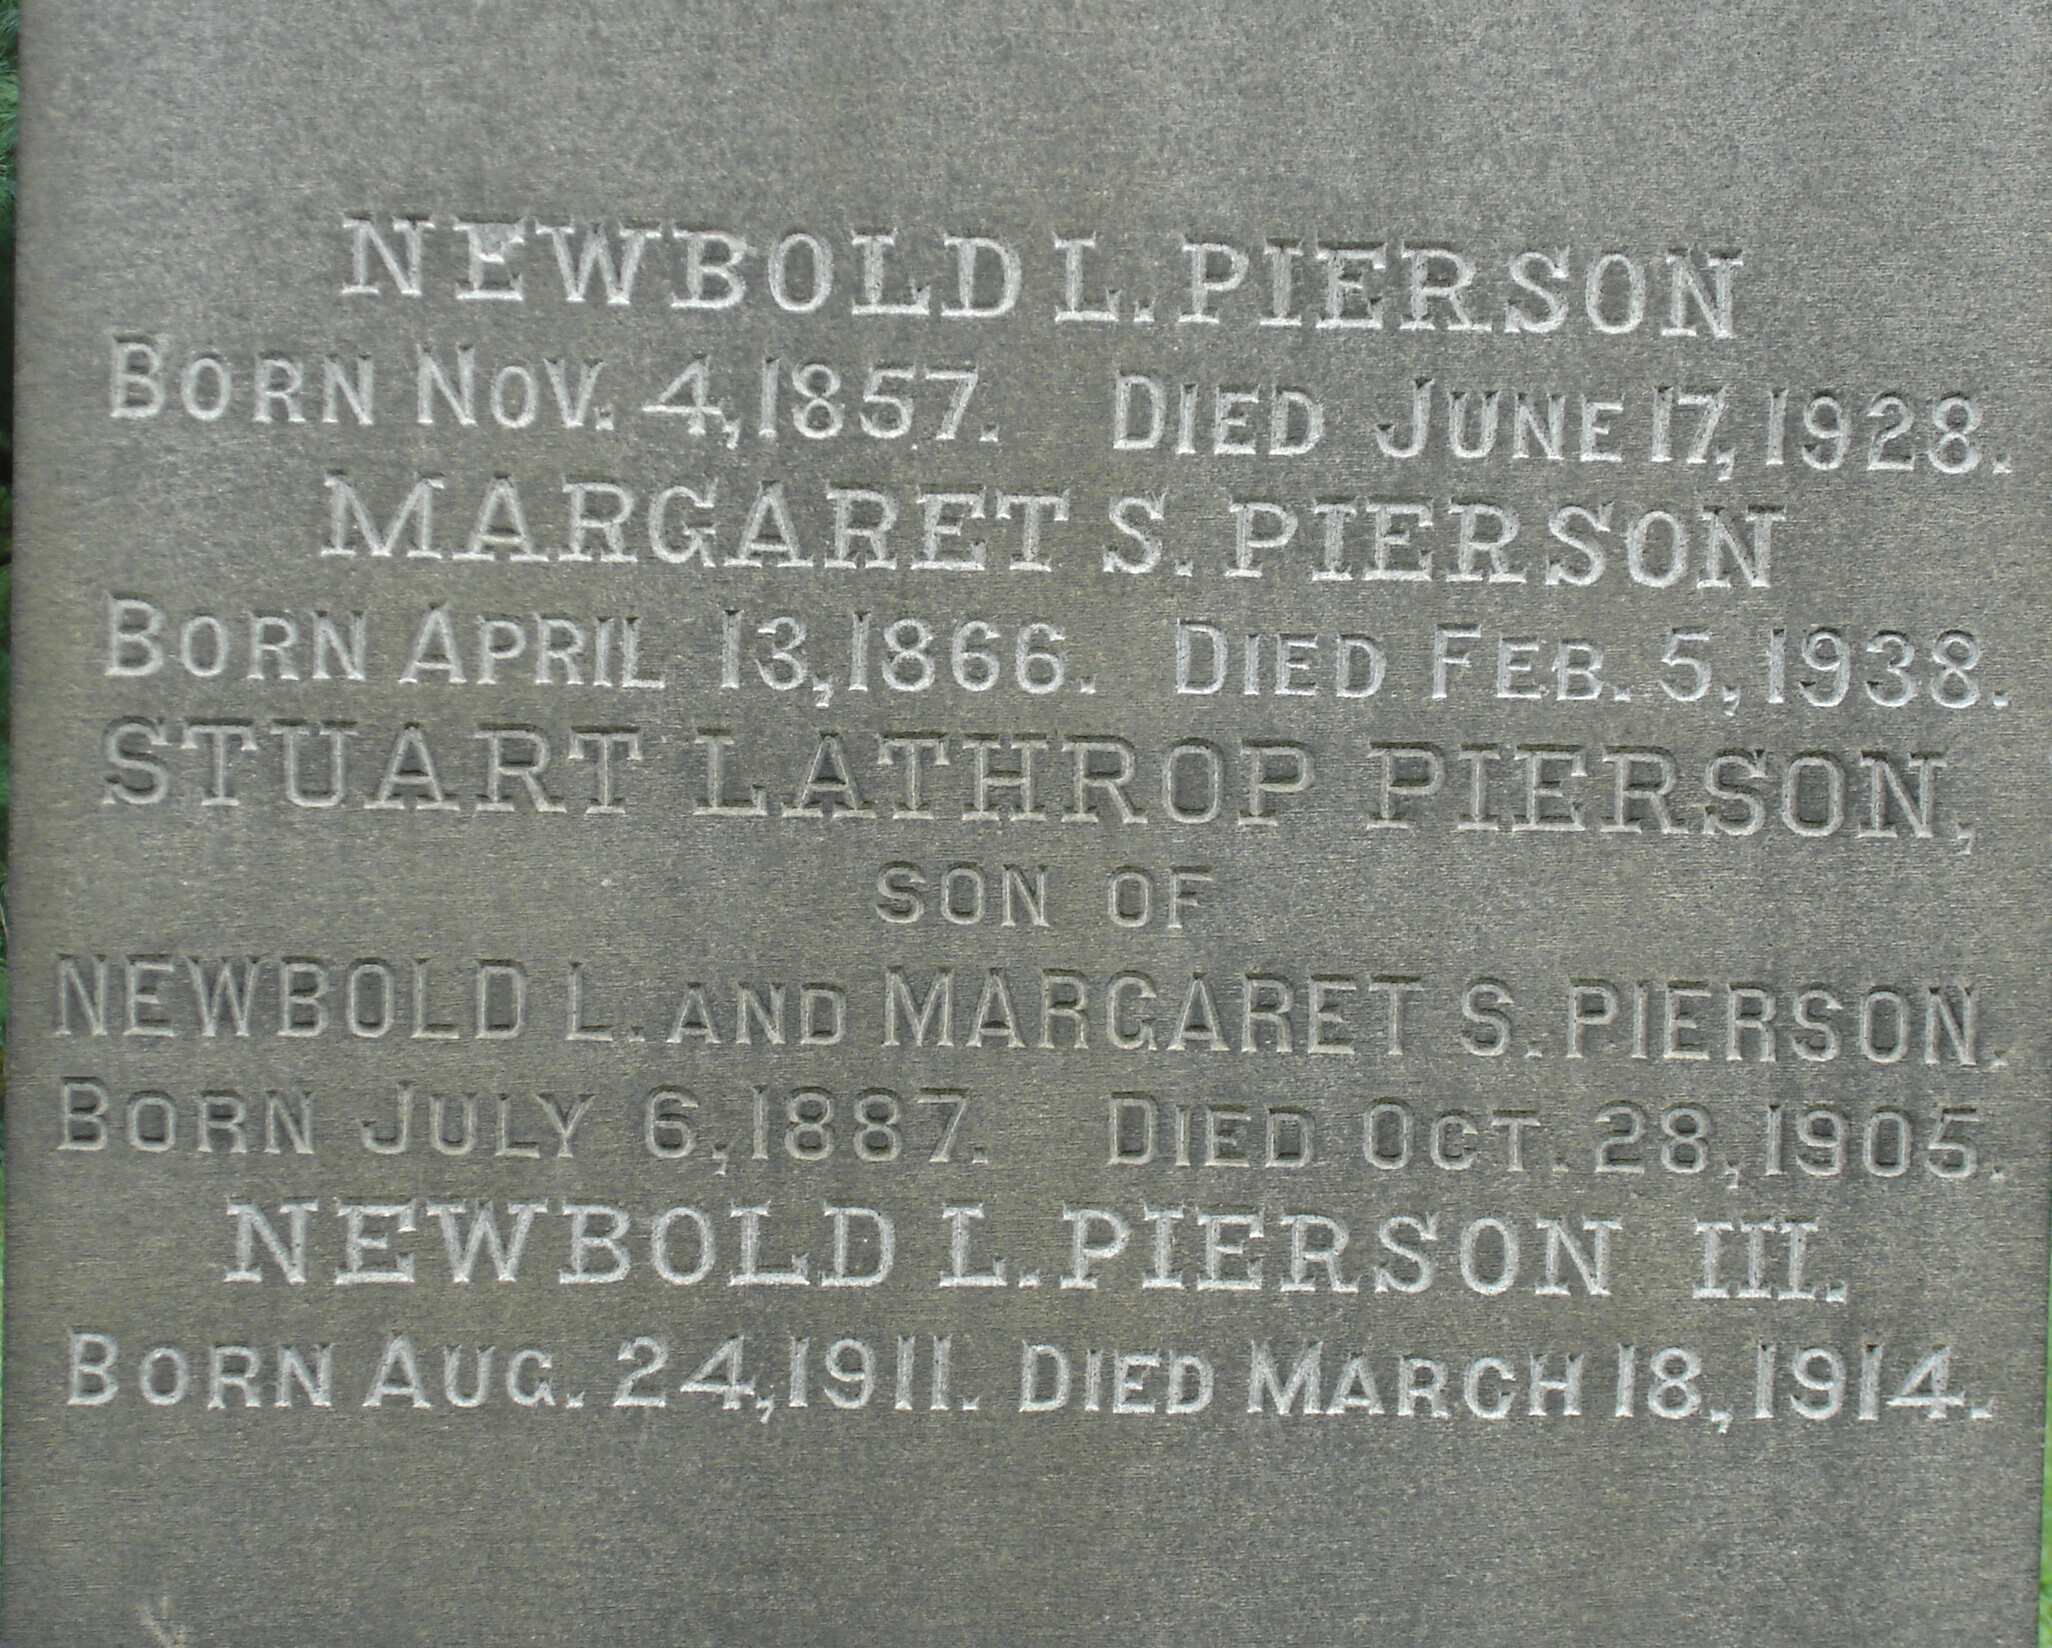 NEWBOLD L. PIERSON
BORN NOV. 4, 1857. DIED JUNE 17, 1928.
MARGARET S. PIERSON
BORN APRIL 13, 1866. DIED FEB. 5, 1938.
STUART LATHROP PIERSON,
SON OF
NEWBOLD L. AND MARGARET S. PIERSON.
BORN JULY 6, 1887. DIED OCT. 28, 1905.
NEWBOLD L. PIERSON III.
BORN AUG. 24, 1911. DIED MARCH 18, 1914.